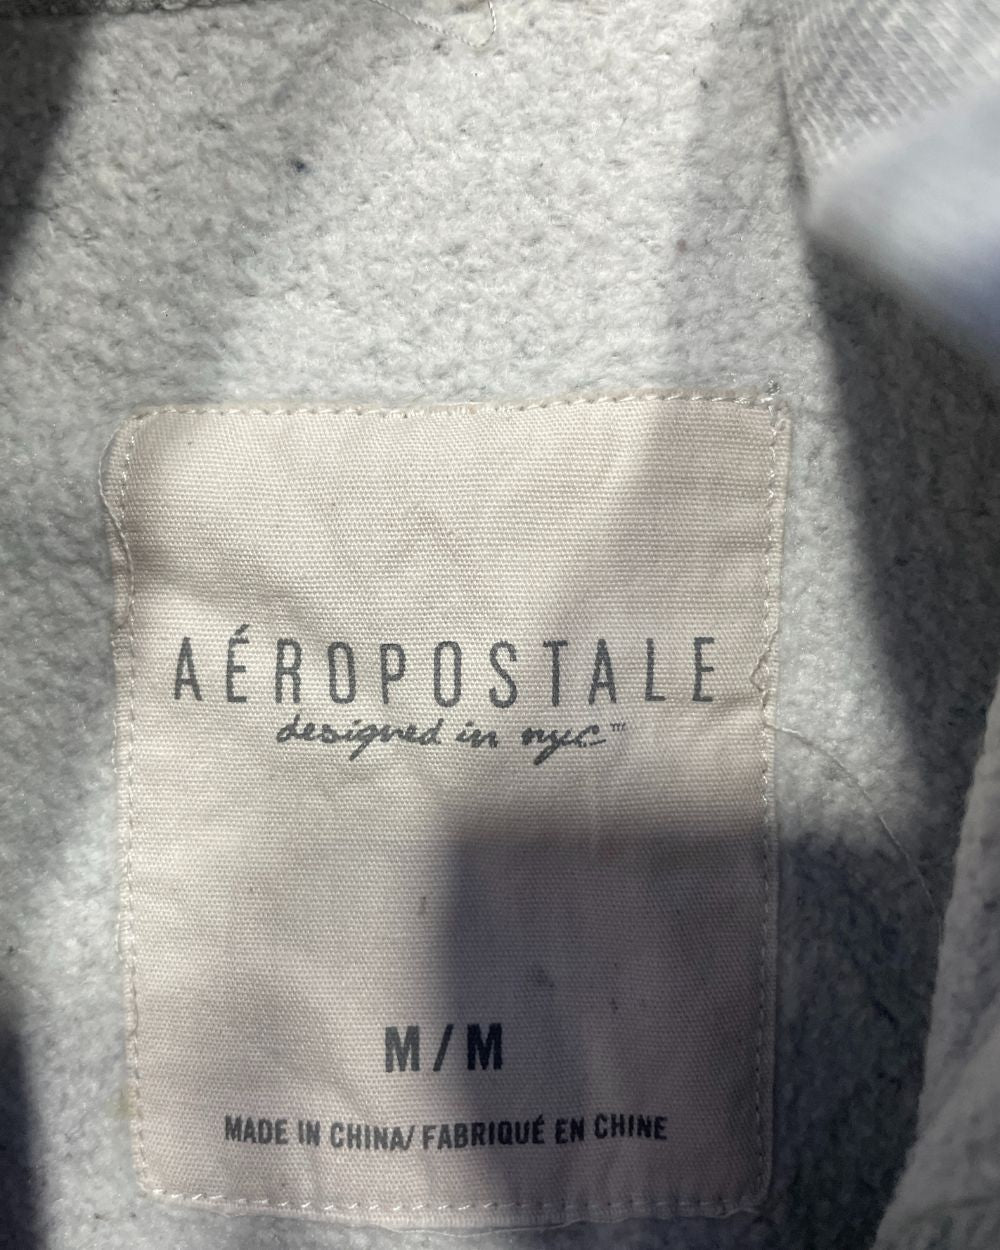 AÉROPOSTALE
designed in nyc™
M / M
MADE IN CHINA/ FABRIQUÉ EN CHINE